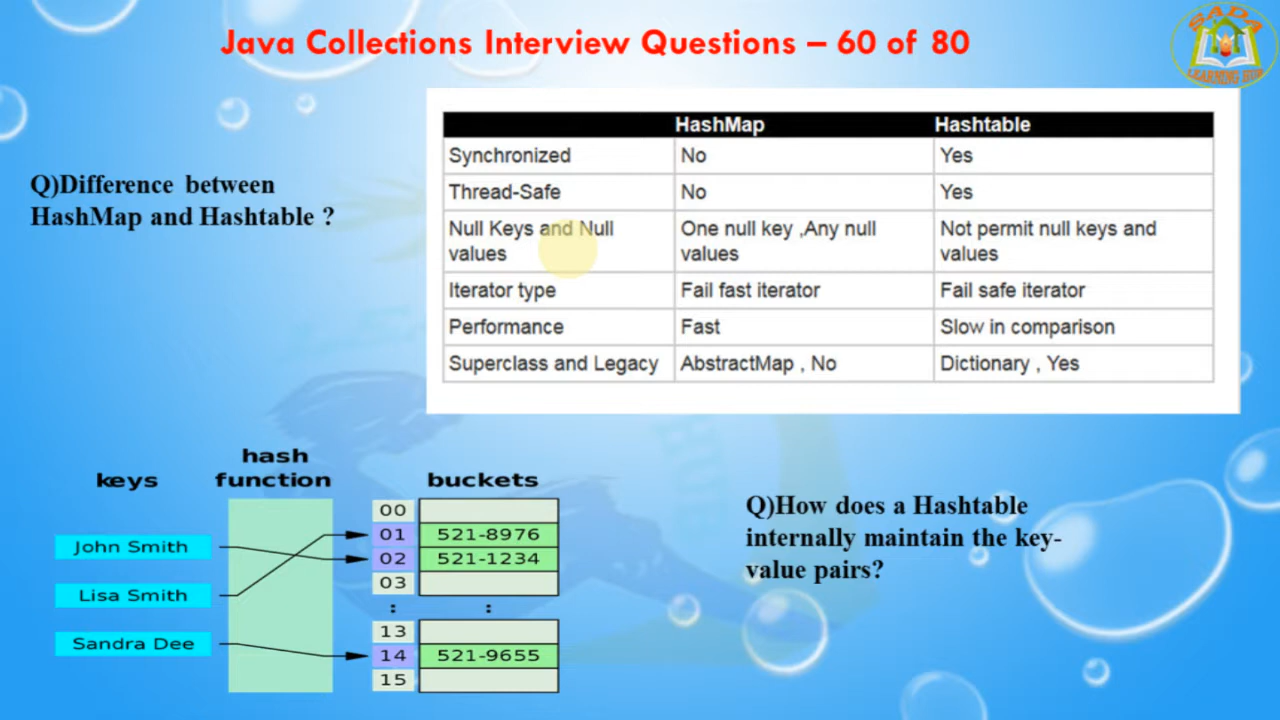 Java Collections Interview Questions – 60 of 80
SADA
LEARNING HUB
Q)Difference between
HashMap and Hashtable ?
HashMap Hashtable
Synchronized No Yes
Thread-Safe No Yes
Null Keys and Null values One null key ,Any null values Not permit null keys and values
Iterator type Fail fast iterator Fail safe iterator
Performance Fast Slow in comparison
Superclass and Legacy AbstractMap , No Dictionary , Yes
keys
hash
function
buckets
00
John Smith
01 521-8976
02 521-1234
Lisa Smith
03
: :
13
Sandra Dee
14 521-9655
15
Q)How does a Hashtable
internally maintain the key-
value pairs?